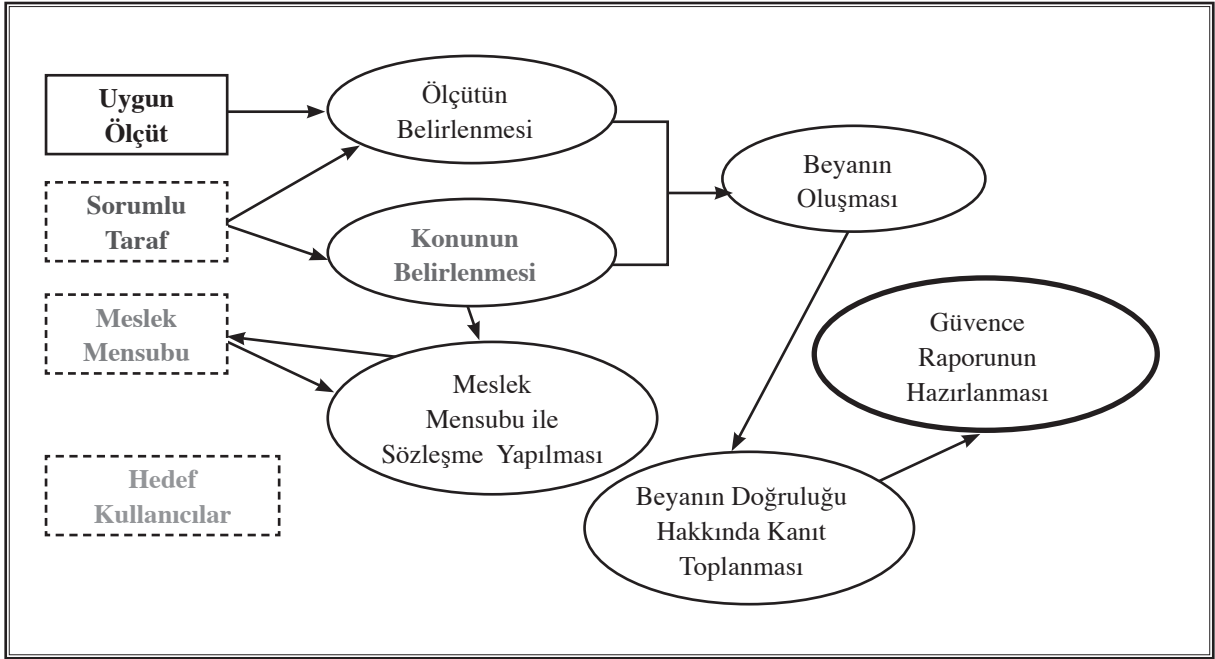 Uygun
Ölçüt
Ölçütün
Belirlenmesi
Beyanın
Oluşması
Sorumlu
Taraf
Konunun
Belirlenmesi
Meslek
Mensubu
Güvence
Raporunun
Hazırlanması
Meslek
Mensubu ile
Sözleşme Yapılması
Hedef
Kullanıcılar
Beyanın Doğruluğu
Hakkında Kanıt
Toplanması